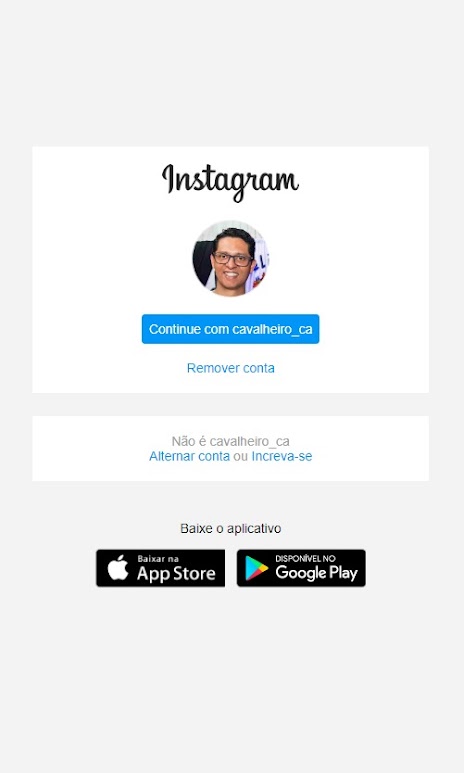 Instagram
Continue com cavalheiro_ca
Remover conta
Não é cavalheiro_ca
Alternar conta ou Increva-se
Baixe o aplicativo
Baixar na
App Store
DISPONÍVEL NO
Google Play